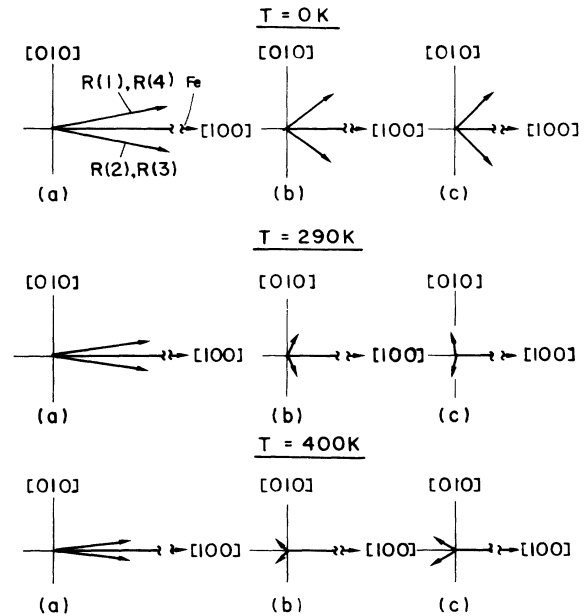 T = 0K
[010] [010] [010]
R(1), R(4) Fe
[100] [100] [100]
R(2), R(3)
(a) (b) (c)
T = 290K
[010] [010] [010]
[100] [100] [100]
(a) (b) (c)
T = 400K
[010] [010] [010]
[100] [100] [100]
(a) (b) (c)